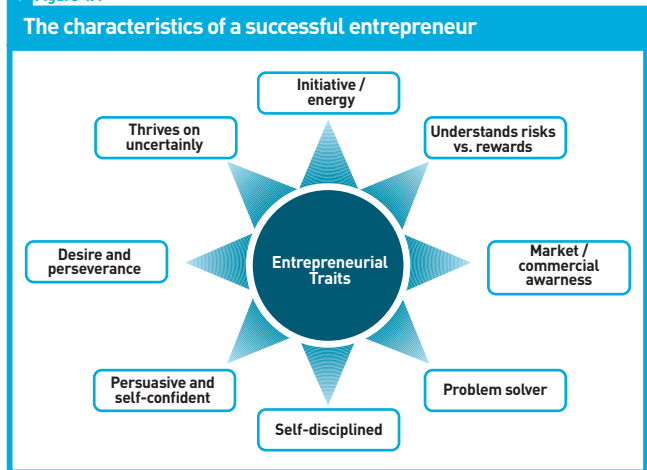 The characteristics of a successful entrepreneur
Initiative /
energy
Thrives on
uncertainly
Understands risks
vs. rewards
Desire and
perseverance
Entrepreneurial
Traits
Market /
commercial
awarness
Persuasive and
self-confident
Problem solver
Self-disciplined